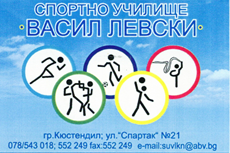 СПОРТНО УЧИЛИЩЕ
"ВАСИЛ ЛЕВСКИ"
гр.Кюстендил; ул."Спартак" №21
078/543 018; 552 249 fax:552 249 e-mail:suvlkn@abv.bg